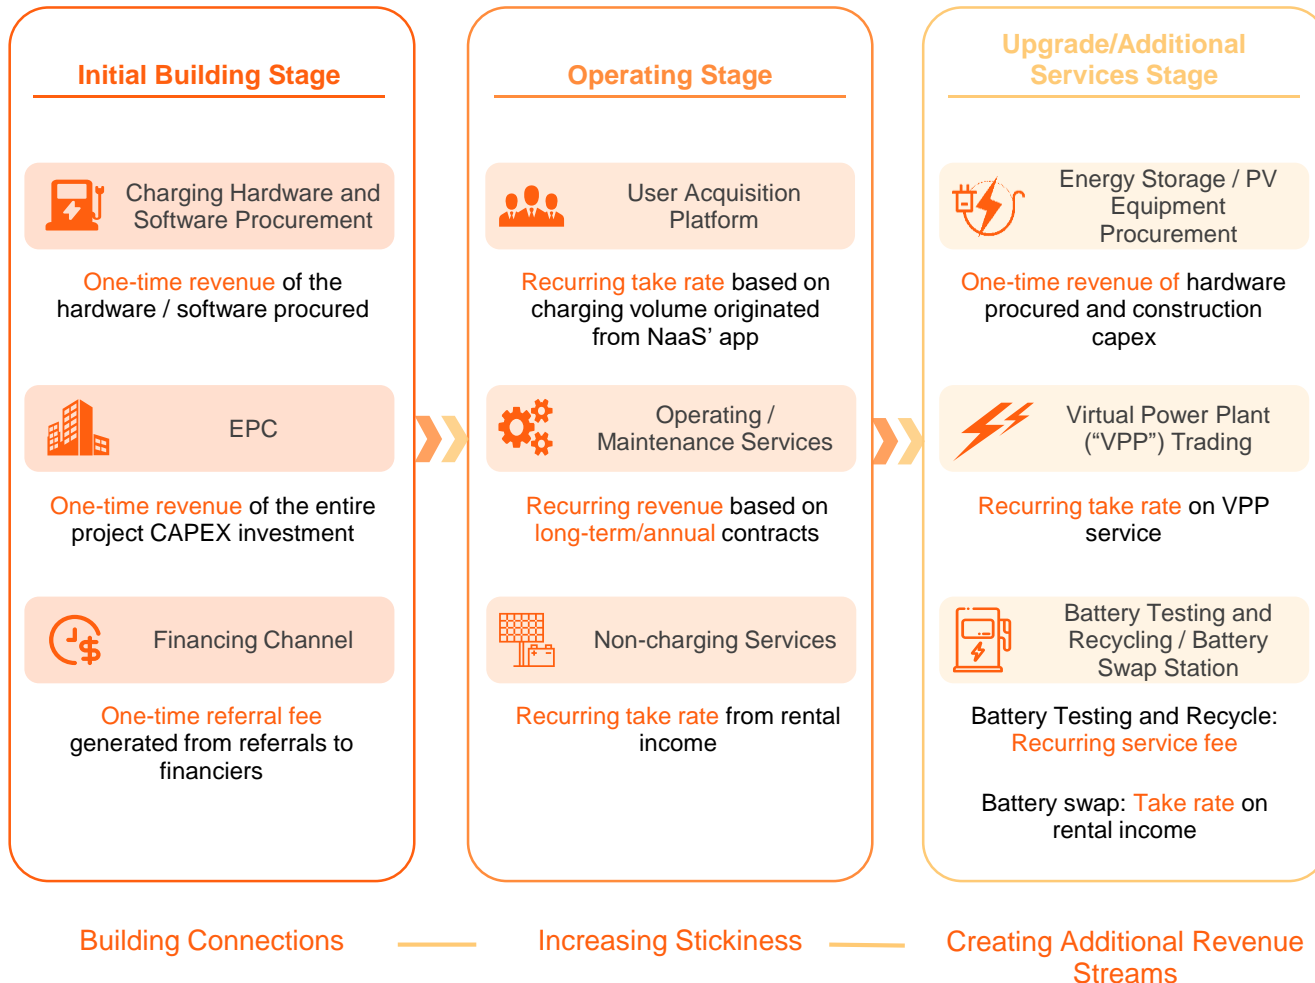 Initial Building Stage
Charging Hardware and
Software Procurement
One-time revenue of the
hardware / software procured
EPC
One-time revenue of the entire
project CAPEX investment
Financing Channel
One-time referral fee
generated from referrals to
financiers
Operating Stage
User Acquisition
Platform
Recurring take rate based on
charging volume originated
from NaaS’ app
Operating /
Maintenance Services
Recurring revenue based on
long-term/annual contracts
Non-charging Services
Recurring take rate from rental
income
Upgrade/Additional
Services Stage
Energy Storage / PV
Equipment
Procurement
One-time revenue of hardware
procured and construction
capex
Virtual Power Plant
(“VPP”) Trading
Recurring take rate on VPP
service
Battery Testing and
Recycling / Battery
Swap Station
Battery Testing and Recycle:
Recurring service fee
Battery swap: Take rate on
rental income
Building Connections
Increasing Stickiness
Creating Additional Revenue
Streams